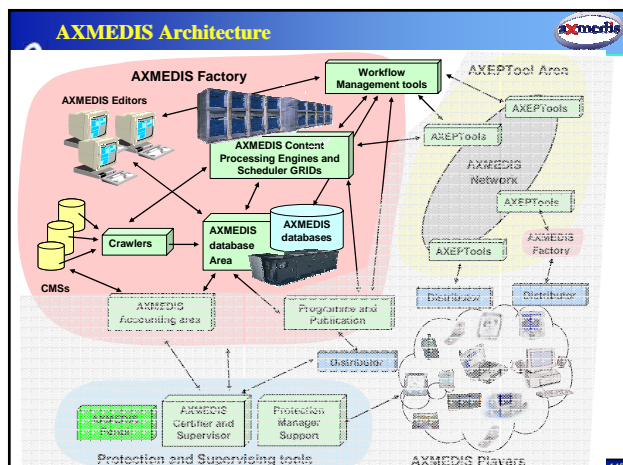 AXMEDIS Architecture
axmedis
AXMEDIS Factory
Workflow
Management tools
AXEPTool Area
AXMEDIS Editors
AXEPTools
AXEPTools
AXMEDIS Content
Processing Engines and
Scheduler GRIDs
AXMEDIS
Network
AXEPTools
AXMEDIS
database
Area
AXMEDIS
databases
Crawlers
AXEPTools
AXMEDIS
Factory
CMSs
Distributor
Distributor
AXMEDIS
Accounting area
Programme and
Publication
Distributor
AXMEDIS
AXMEDIS
Certifier and
Supervisor
Protection
Manager
Support
Protection and Supervising tools
AXMEDIS Players